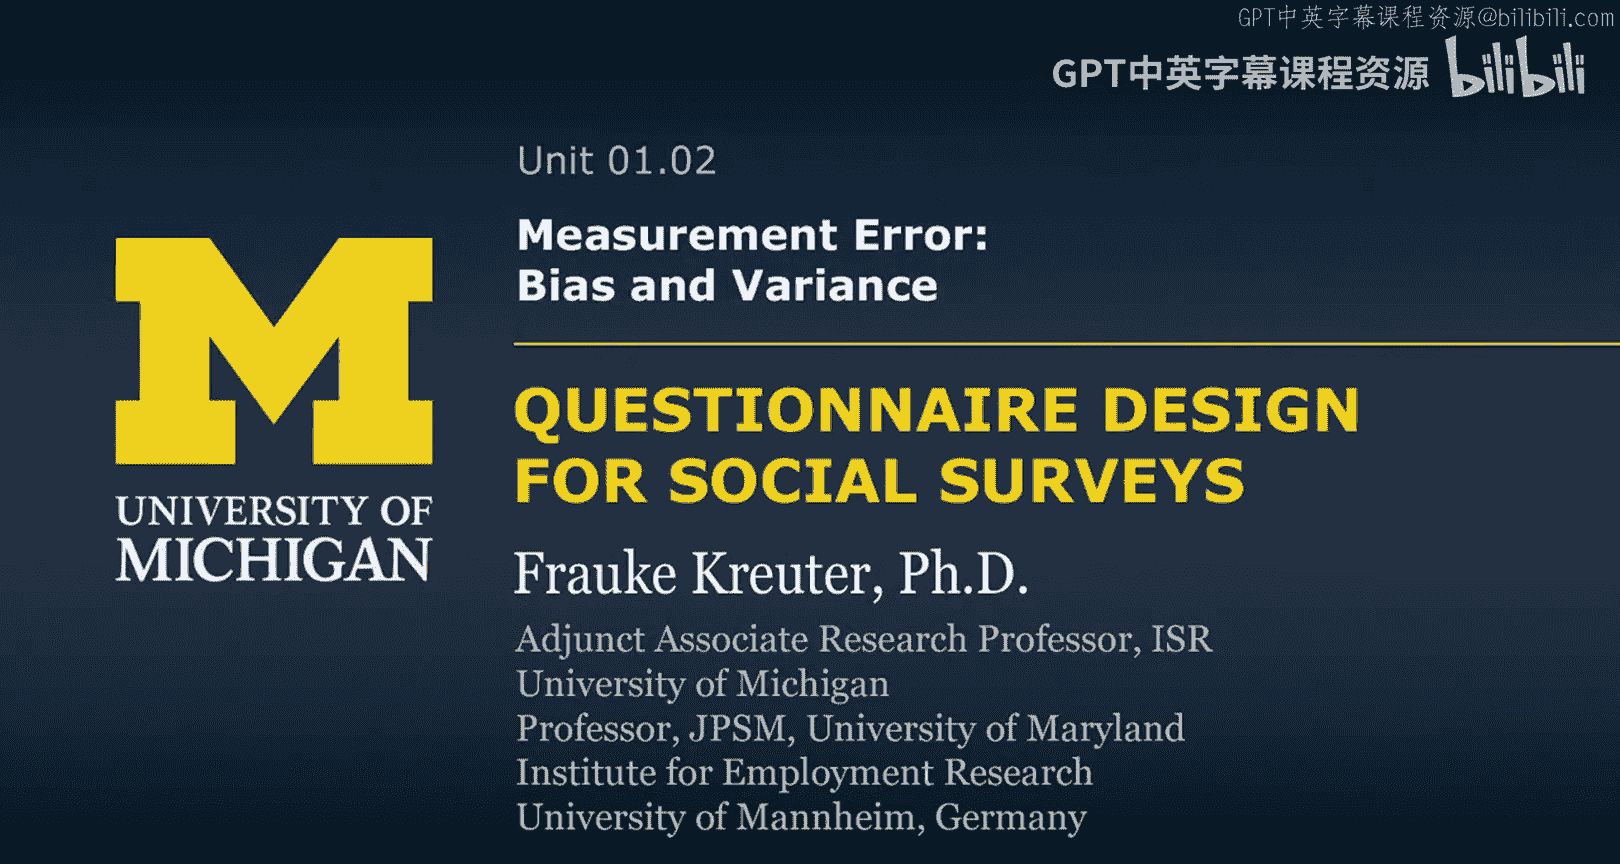 GPT中英字幕课程资源@bilibili.com
GPT中英字幕课程资源 bilibili
Unit 01.02
Measurement Error:
Bias and Variance
QUESTIONNAIRE DESIGN
FOR SOCIAL SURVEYS
UNIVERSITY OF
MICHIGAN
Frauke Kreuter, Ph.D.
Adjunct Associate Research Professor, ISR
University of Michigan
Professor, JPSM, University of Maryland
Institute for Employment Research
University of Mannheim, Germany